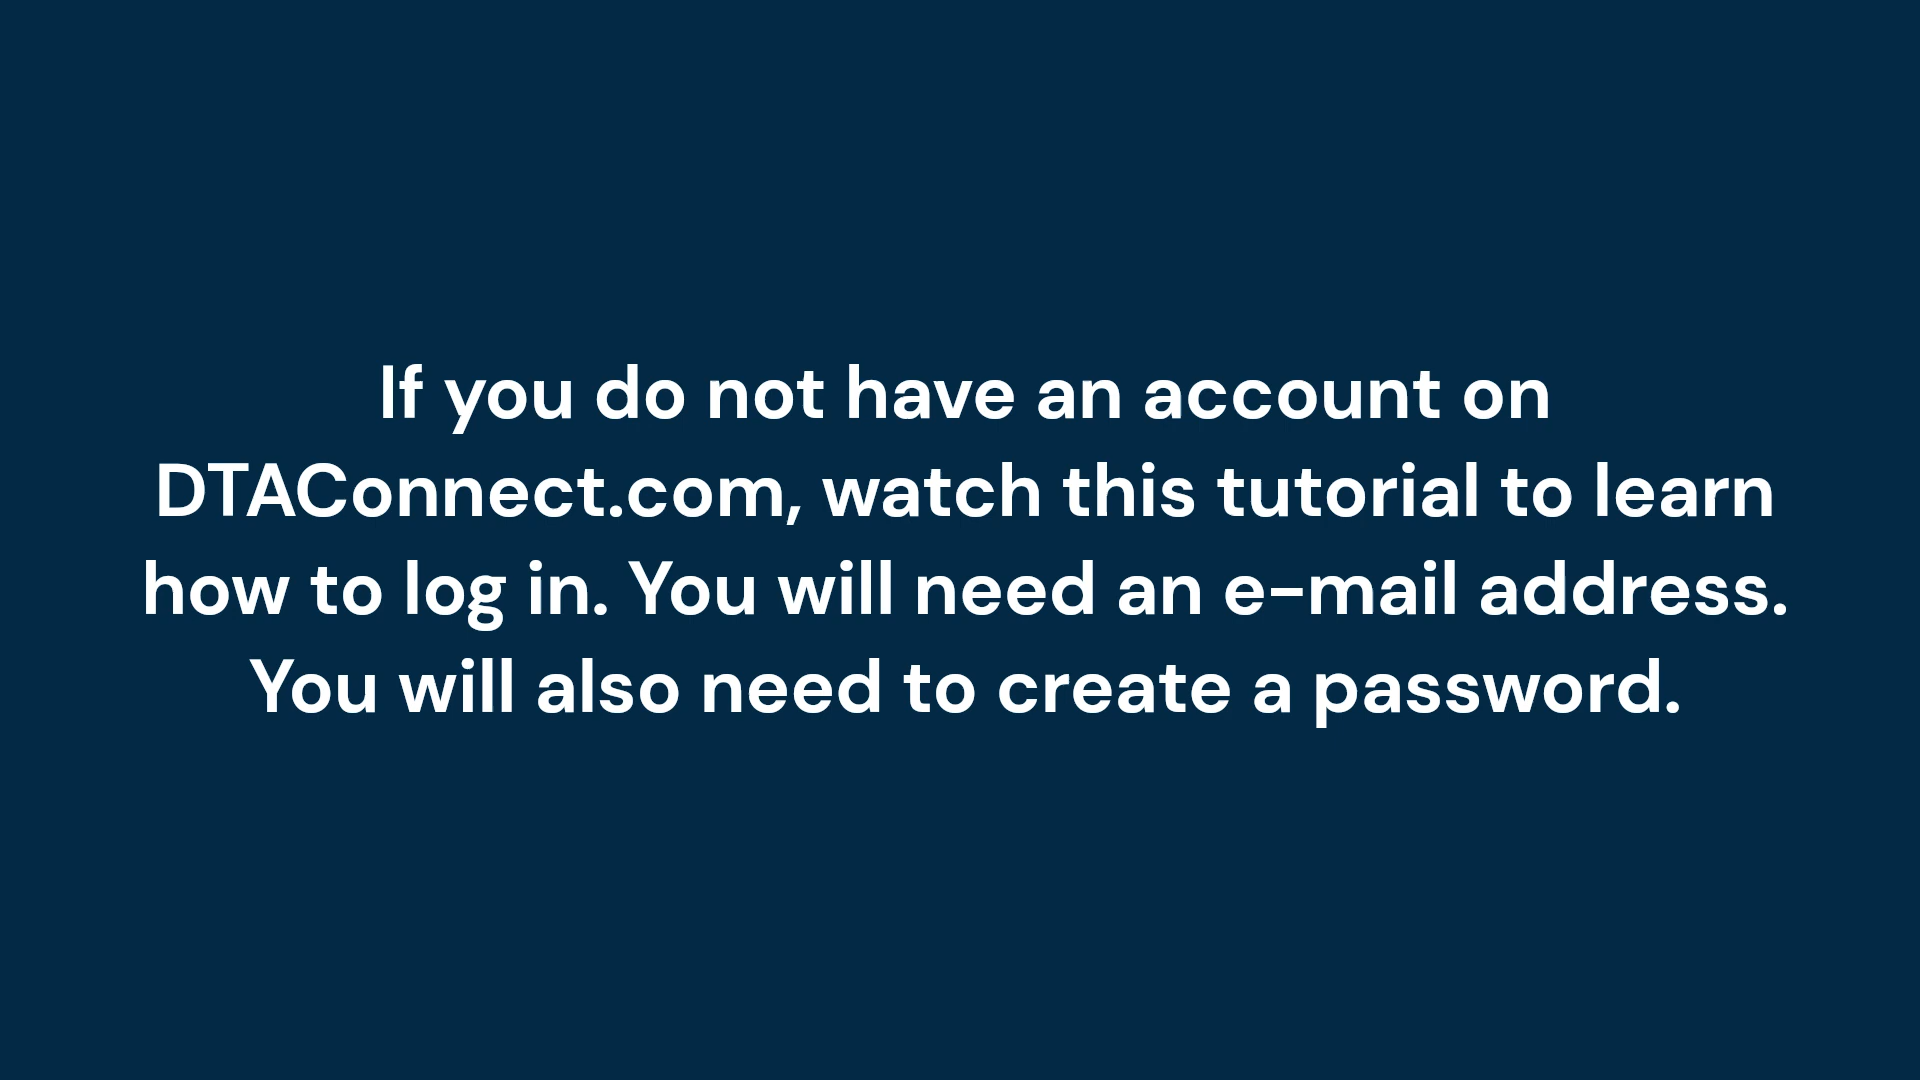 If you do not have an account on
DTAConnect.com, watch this tutorial to learn
how to log in. You will need an e-mail address.
You will also need to create a password.